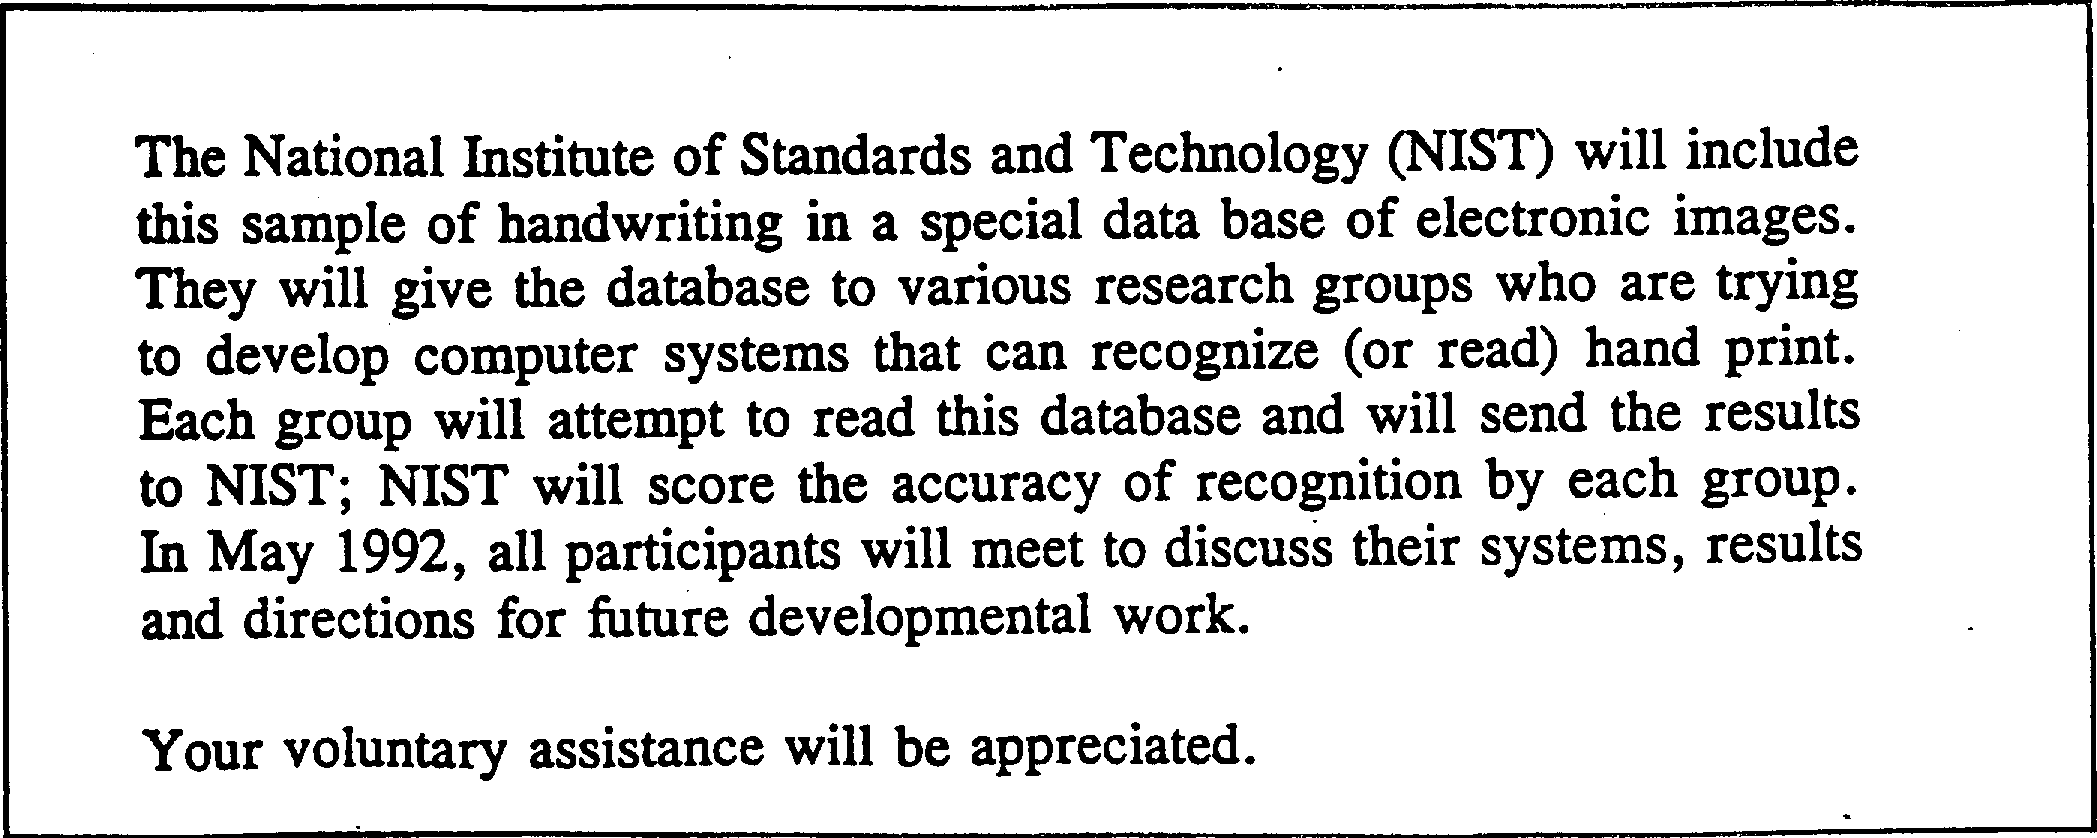 The National Institute of Standards and Technology (NIST) will include
this sample of handwriting in a special data base of electronic images.
They will give the database to various research groups who are trying
to develop computer systems that can recognize (or read) hand print.
Each group will attempt to read this database and will send the results
to NIST; NIST will score the accuracy of recognition by each group.
In May 1992, all participants will meet to discuss their systems, results
and directions for future developmental work.
Your voluntary assistance will be appreciated.